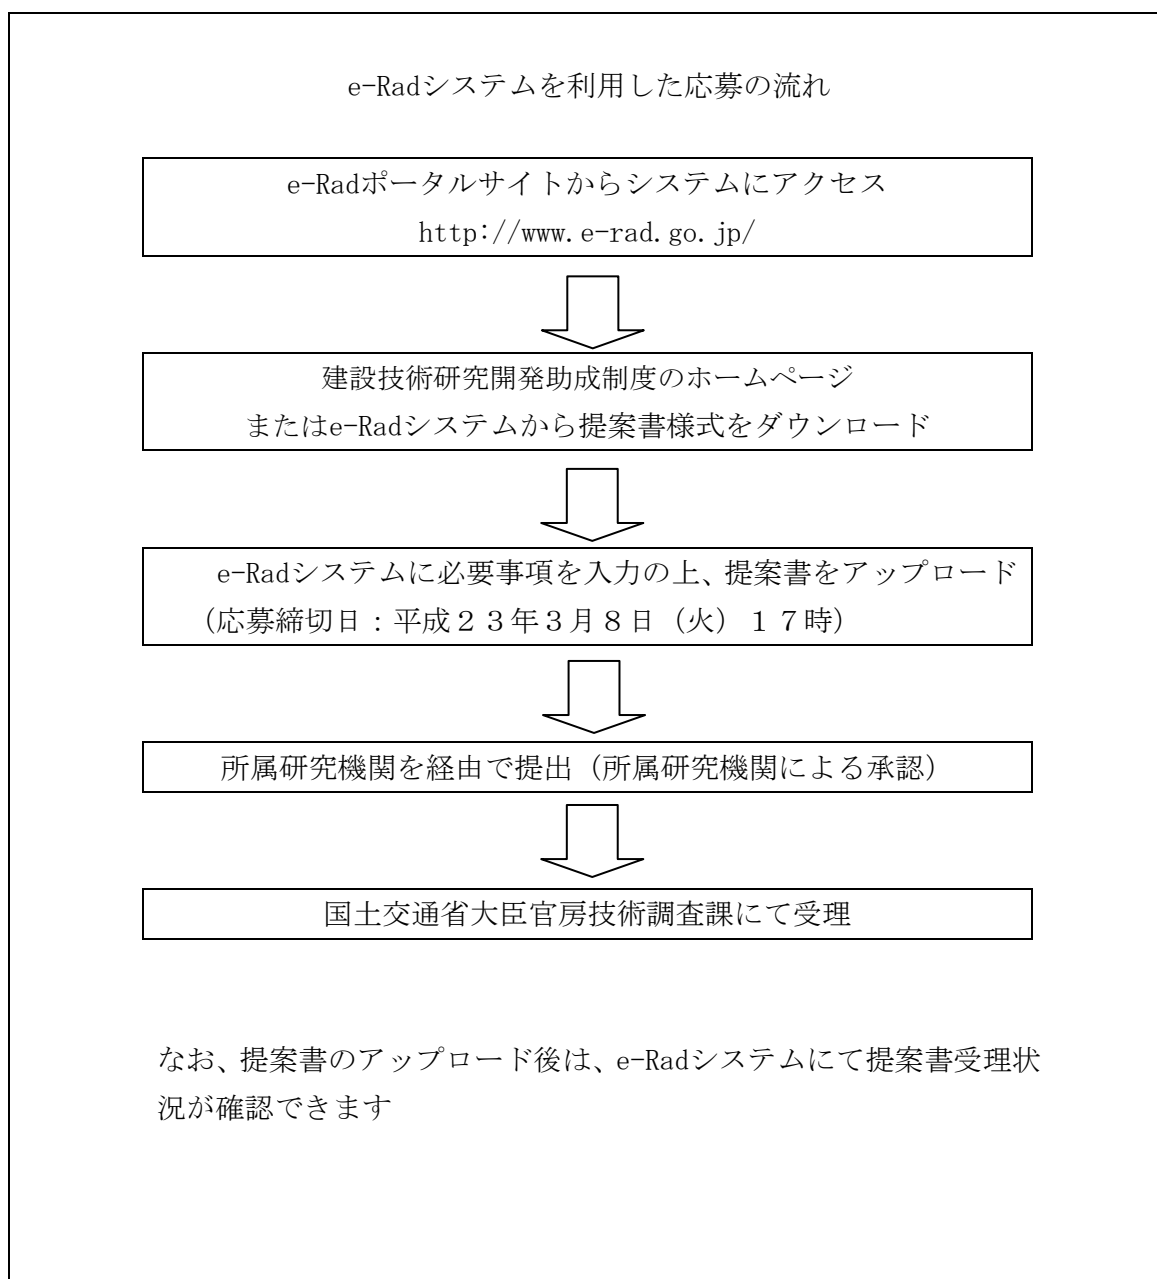 e-Radシステムを利用した応募の流れ
e-Radポータルサイトからシステムにアクセス
http://www.e-rad.go.jp/
建設技術研究開発助成制度のホームページ
またはe-Radシステムから提案書様式をダウンロード
e-Radシステムに必要事項を入力の上、提案書をアップロード
（応募締切日：平成２３年３月８日（火）１７時）
所属研究機関を経由で提出（所属研究機関による承認）
国土交通省大臣官房技術調査課にて受理
なお、提案書のアップロード後は、e-Radシステムにて提案書受理状
況が確認できます